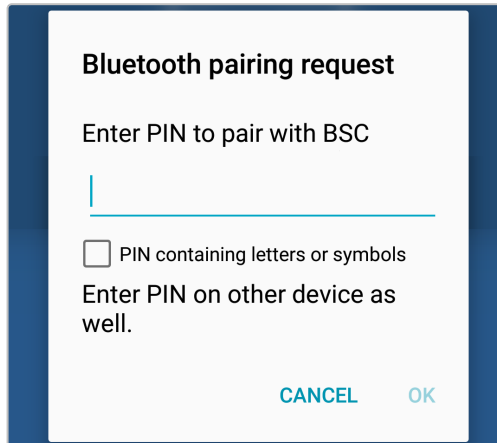 Bluetooth pairing request
Enter PIN to pair with BSC
PIN containing letters or symbols
Enter PIN on other device as
well.
CANCEL OK